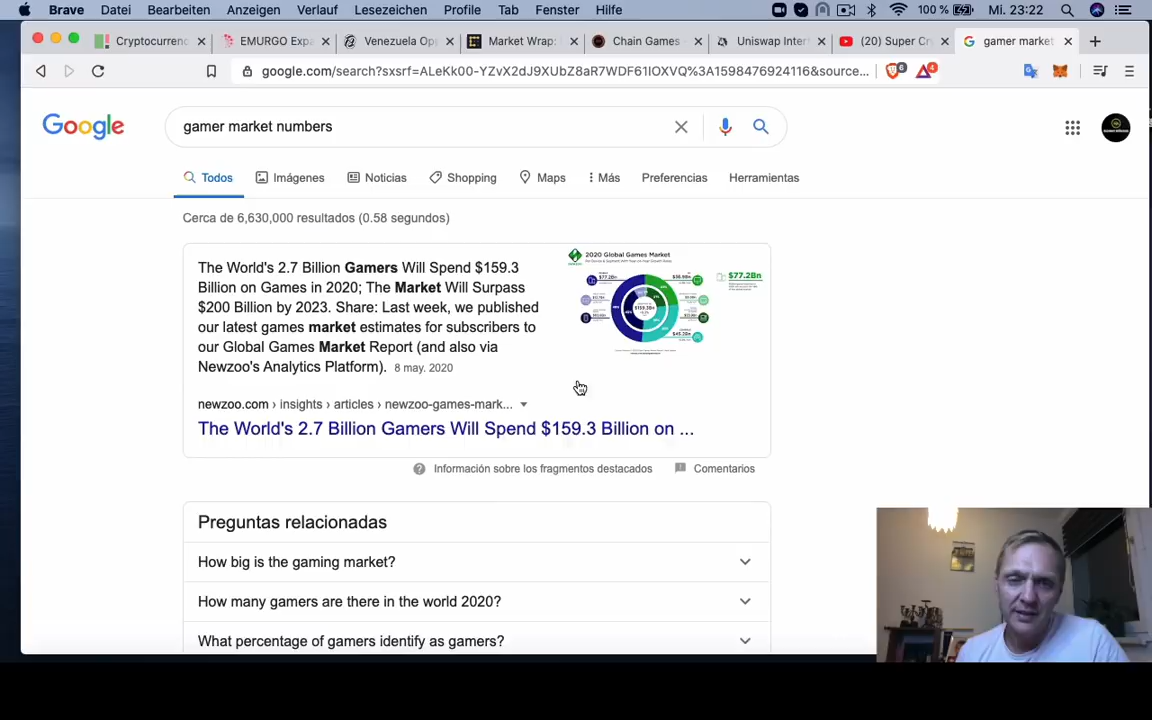 Brave Datei Bearbeiten Anzeigen Verlauf Lesezeichen Profile Tab Fenster Hilfe 100 % Mi. 23:22
Cryptocurrenc EMURGO Expa Venezuela Opp Market Wrap: Chain Games (20) Super Cr gamer market
google.com/search?sxsrf=ALeKk00-YZvX2dJ9XUbZ8aR7WDF61IOXVQ%3A1598476924116&source... 6 4
Google
gamer market numbers
Todos Imágenes Noticias Shopping Maps Más Preferencias Herramientas
Cerca de 6,630,000 resultados (0.58 segundos)
The World's 2.7 Billion Gamers Will Spend $159.3
Billion on Games in 2020; The Market Will Surpass
$200 Billion by 2023. Share: Last week, we published
our latest games market estimates for subscribers to
our Global Games Market Report (and also via
Newzoo's Analytics Platform). 8 may. 2020
2020 Global Games Market
$77.2Bn
newzoo.com › insights › articles › newzoo-games-mark...
The World's 2.7 Billion Gamers Will Spend $159.3 Billion on ...
Información sobre los fragmentos destacados Comentarios
Preguntas relacionadas
How big is the gaming market?
How many gamers are there in the world 2020?
What percentage of gamers identify as gamers?